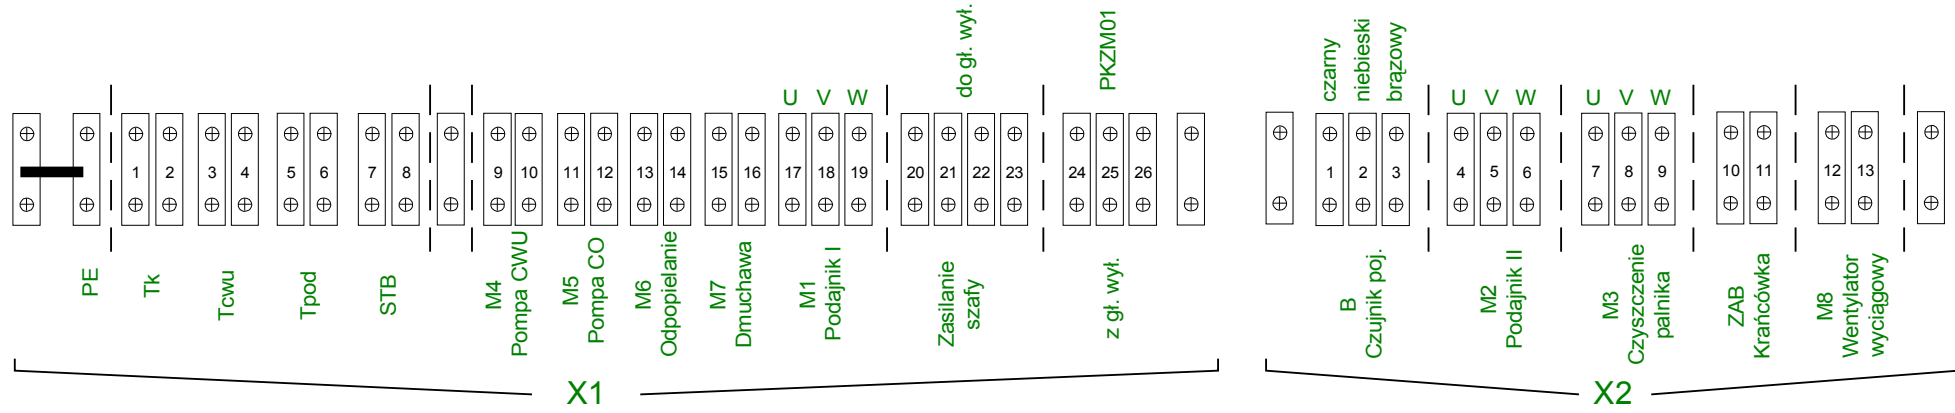 do gł. wył.
PKZM01
czarny
niebieski
brązowy
U V W
U V W
U V W
1 2 3 4 5 6 7 8 9 10 11 12 13 14 15 16 17 18 19 20 21 22 23 24 25 26
1 2 3 4 5 6 7 8 9 10 11 12 13
PE
Tk
Tcwu
Tpod
STB
M4
Pompa CWU
M5
Pompa CO
M6
Odpopielanie
M7
Dmuchawa
M1
Podajnik I
Zasilanie
szafy
z gł. wył.
B
Czujnik poj.
M2
Podajnik II
M3
Czyszczenie
palnika
ZAB
Krańcówka
M8
Wentylator
wyciągowy
X1
X2